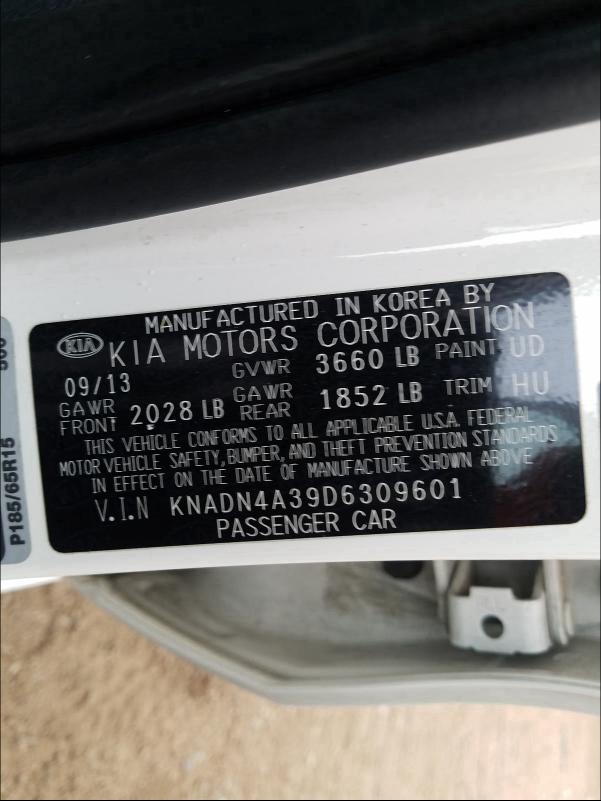 MANUFACTURED IN KOREA BY
KIA KIA MOTORS CORPORATION
09/13 GVWR 3660 LB PAINT UD
GAWR FRONT 2028 LB GAWR REAR 1852 LB TRIM HU
THIS VEHICLE CONFORMS TO ALL APPLICABLE U.S.A. FEDERAL
MOTOR VEHICLE SAFETY, BUMPER, AND THEFT PREVENTION STANDARDS
IN EFFECT ON THE DATE OF MANUFACTURE SHOWN ABOVE
V.I.N KNADN4A39D6309601
PASSENGER CAR
P185/65R15